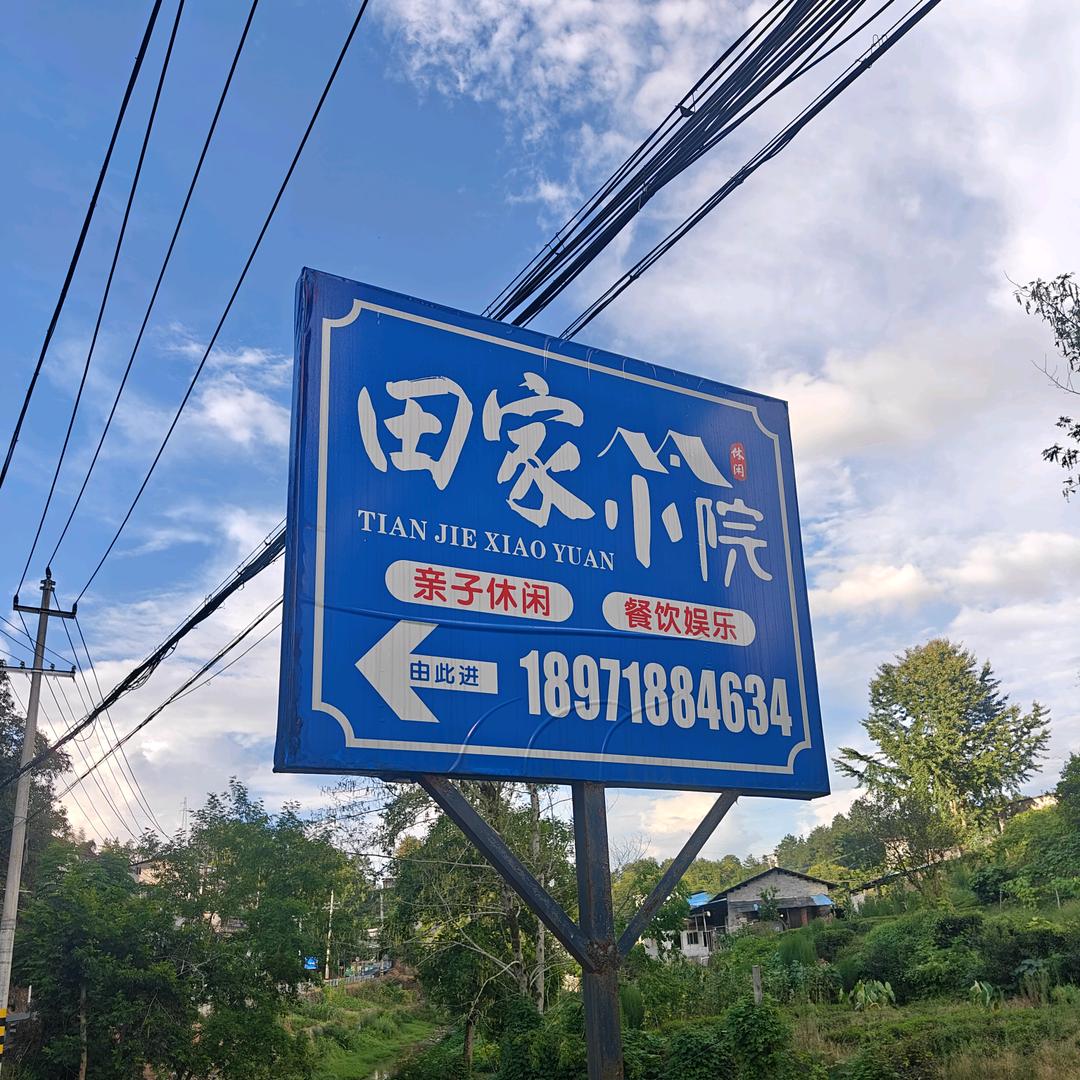 田家小院
休闲
TIAN JIE XIAO YUAN
亲子休闲 餐饮娱乐
由此进 18971884634